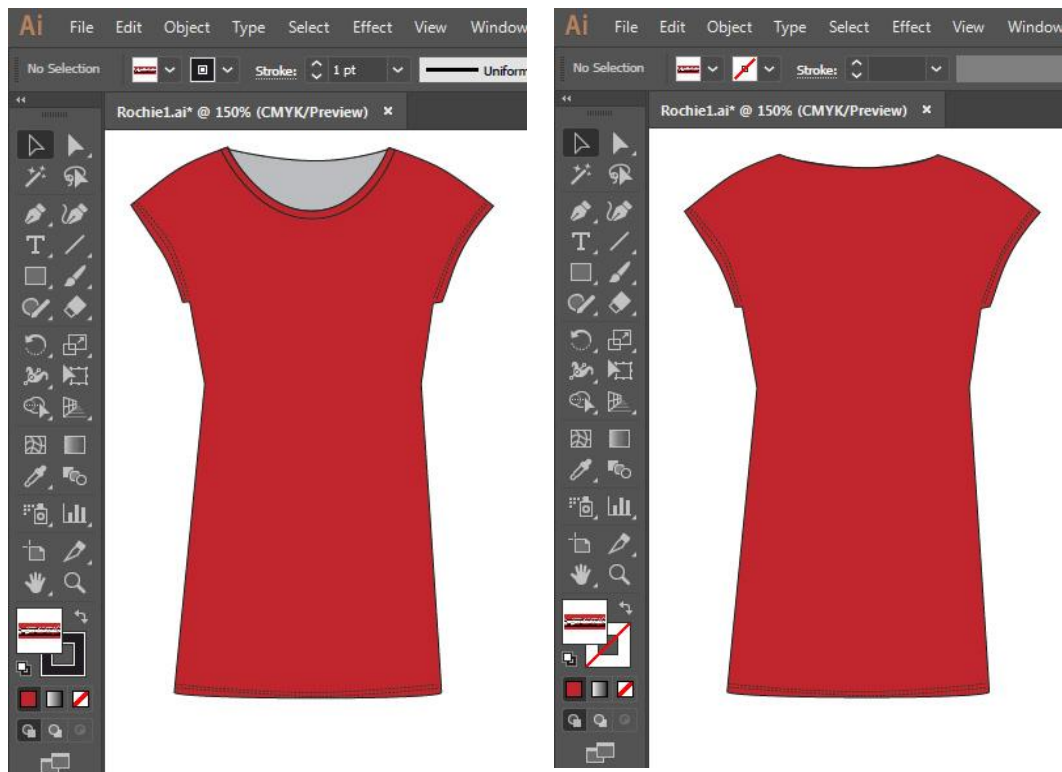 Ai File Edit Object Type Select Effect View Window
No Selection Stroke: 1 pt Uniform
Rochie1.ai* @ 150% (CMYK/Preview) ×
T
Ai File Edit Object Type Select Effect View Window
No Selection Stroke:
Rochie1.ai* @ 150% (CMYK/Preview) ×
T